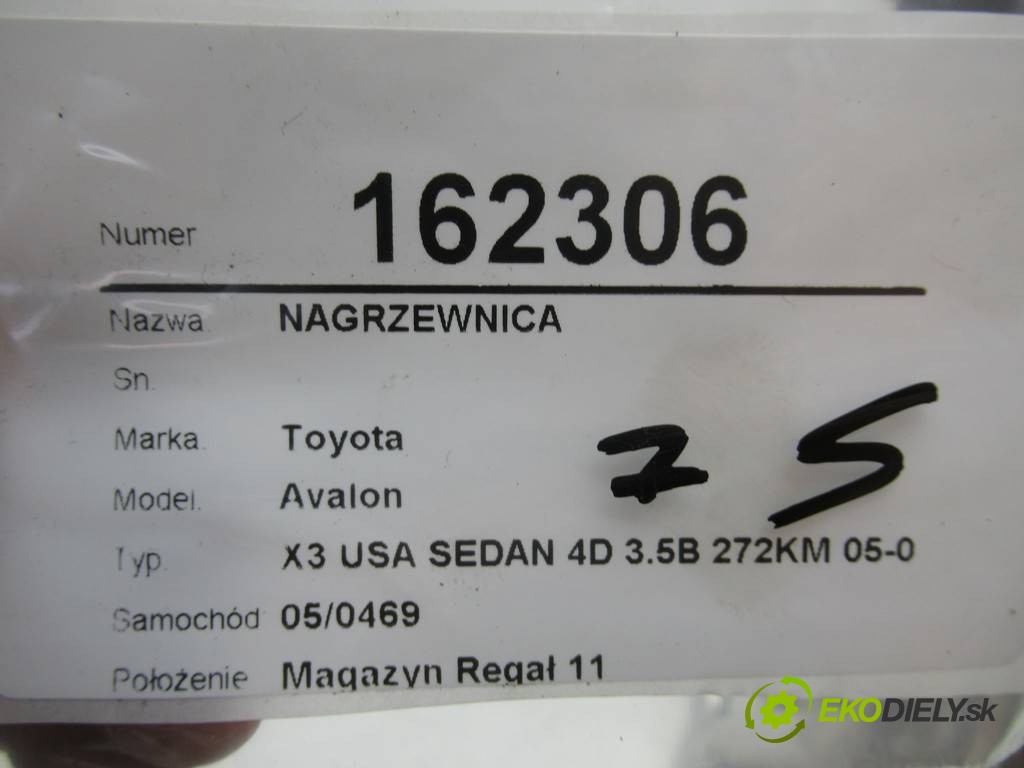 Numer 162306
Nazwa. NAGRZEWNICA
Sn.
Marka. Toyota
Model. Avalon
Typ. X3 USA SEDAN 4D 3.5B 272KM 05-0
Samochód 05/0469
Położenie Magazyn Regał 11
EKODIELY.sk